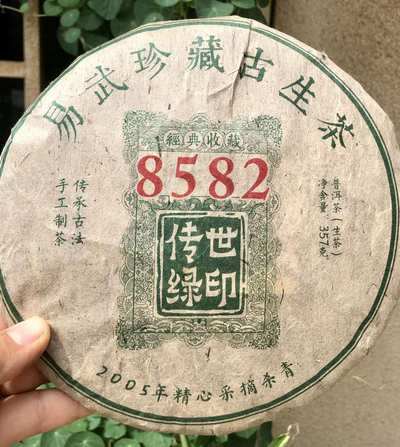 易武珍藏古生茶
經典收藏
8582
传承古法
手工制茶
普洱茶（生茶）
净含量：357克
世印
传绿
2005年精心采摘杀青